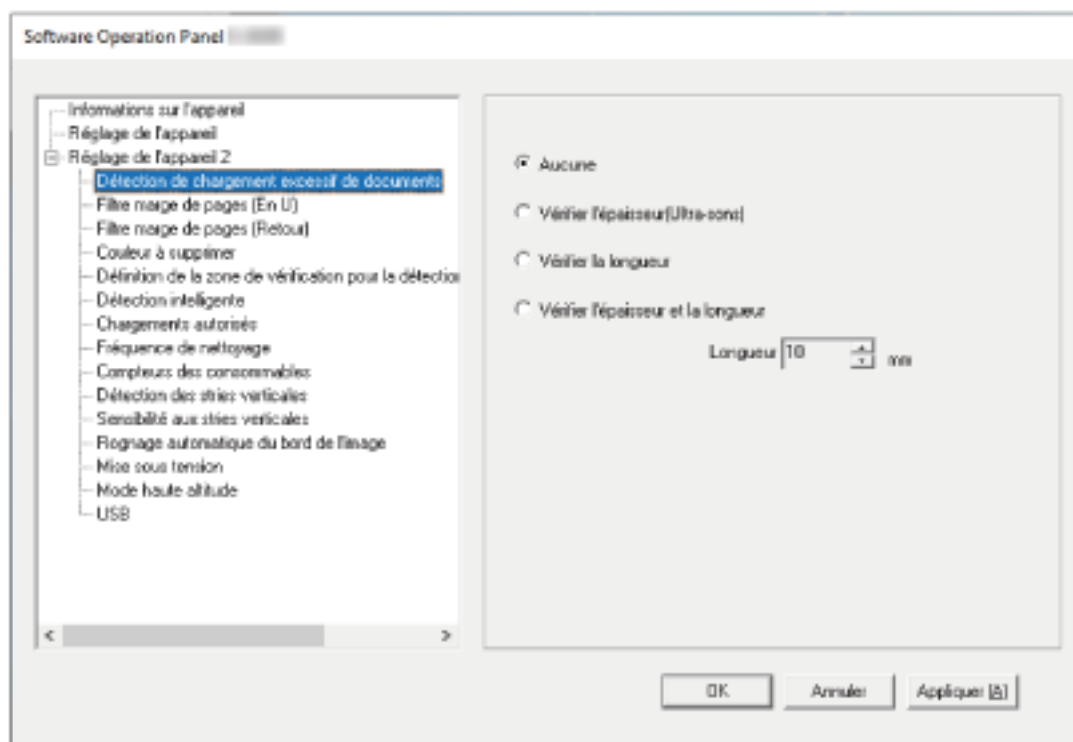 Software Operation Panel
Informations sur l'appareil
Réglage de l'appareil
Réglage de l'appareil 2
Détection de chargement excessif de documents
Filtre marge de pages (En U)
Filtre marge de pages (Retour)
Couleur à supprimer
Définition de la zone de vérification pour la détection
Détection intelligente
Chargements autorisés
Fréquence de nettoyage
Compteurs des consommables
Détection des stries verticales
Sensibilité aux stries verticales
Rognage automatique du bord de l'image
Mise sous tension
Mode haute altitude
USB
Aucune
Vérifier l'épaisseur(Ultra-sons)
Vérifier la longueur
Vérifier l'épaisseur et la longueur
Longueur 10 mm
OK
Annuler
Appliquer (A)